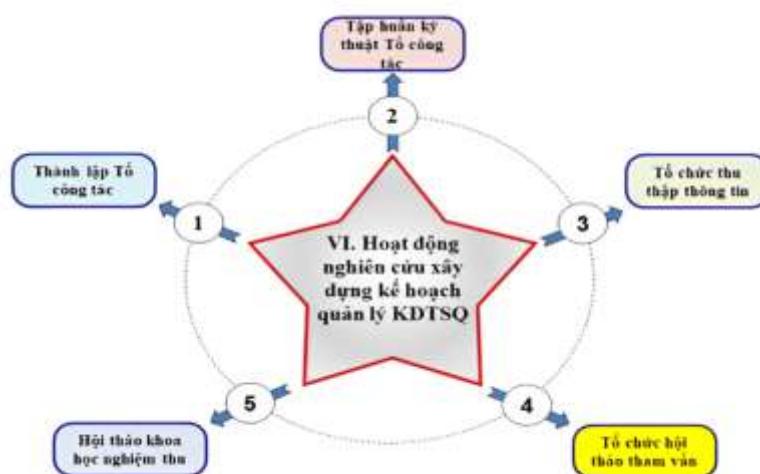 Tập huấn kỹ
thuật Tổ công
tác
2
Thành lập Tổ
công tác
1
Tổ chức thu
thập thông tin
3
VI. Hoạt động
nghiên cứu xây
dựng kế hoạch
quản lý KDTSQ
5
Hội thảo khoa
học nghiệm thu
4
Tổ chức hội
thảo tham vấn